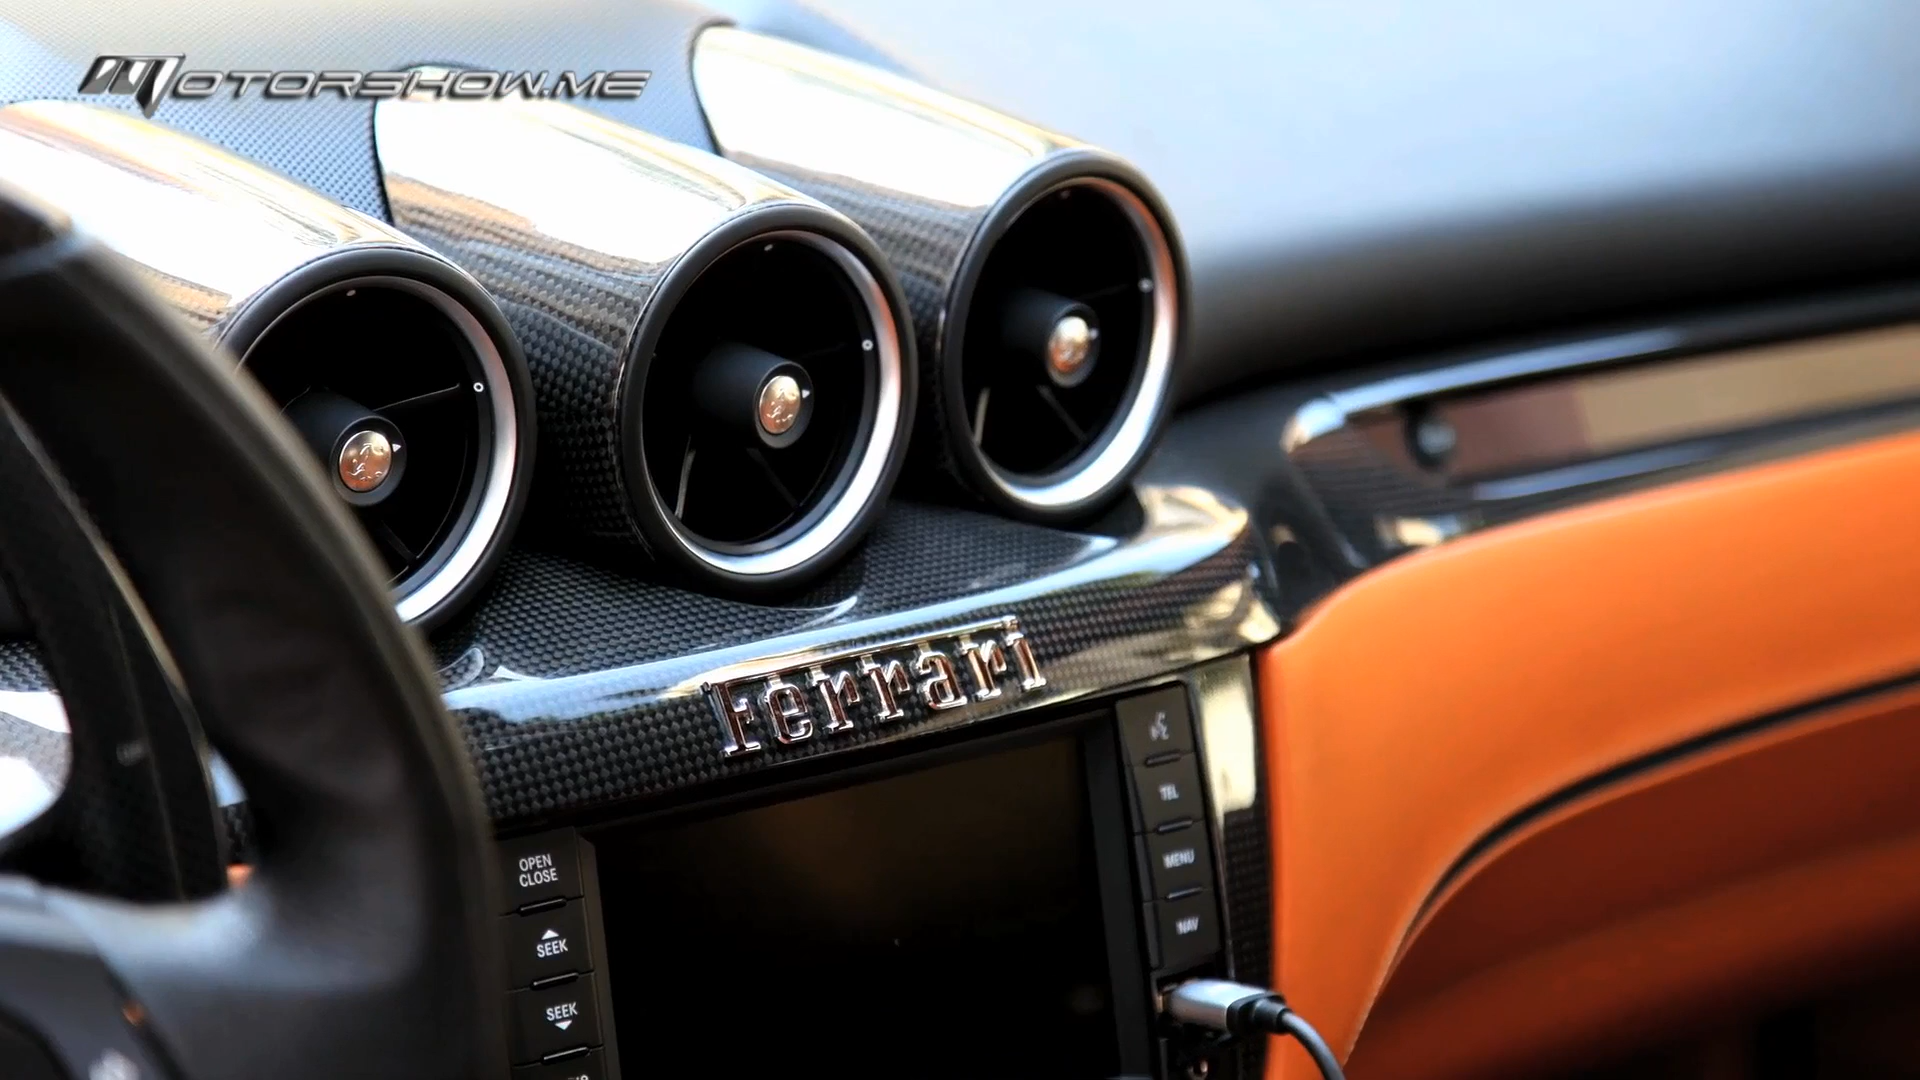 MOTORSHOW.ME
Ferrari
OPEN
CLOSE
SEEK
SEEK
TEL
MENU
NAV